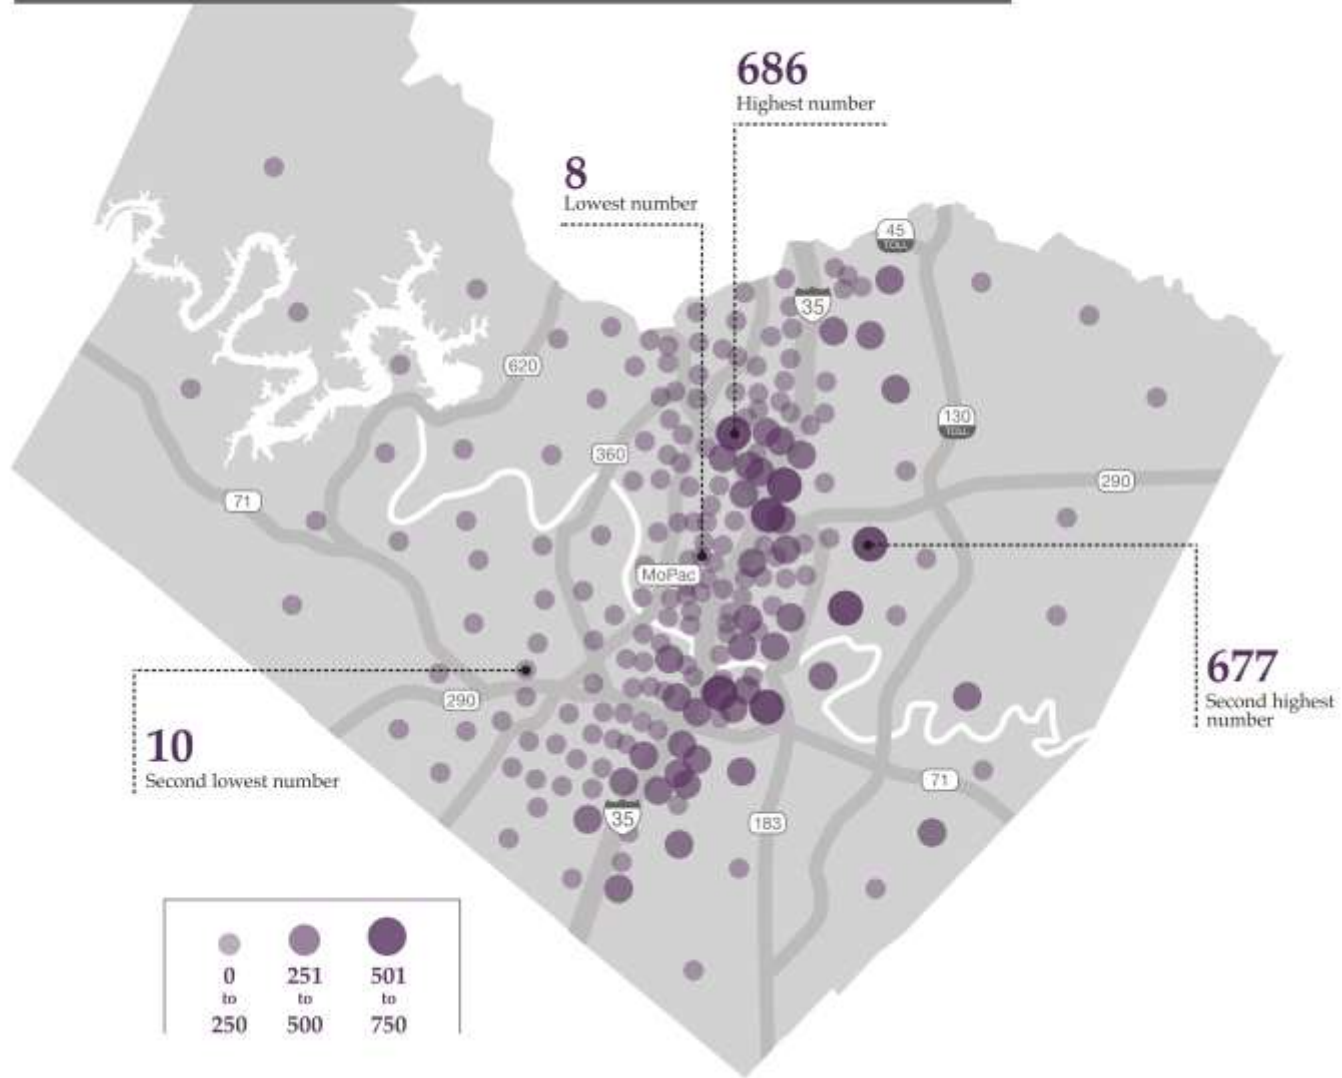 686
Highest number
8
Lowest number
45
TOLL
35
620
130
TOLL
360
290
71
MoPac
677
Second highest
number
290
10
Second lowest number
71
35
183
0
to
250
251
to
500
501
to
750